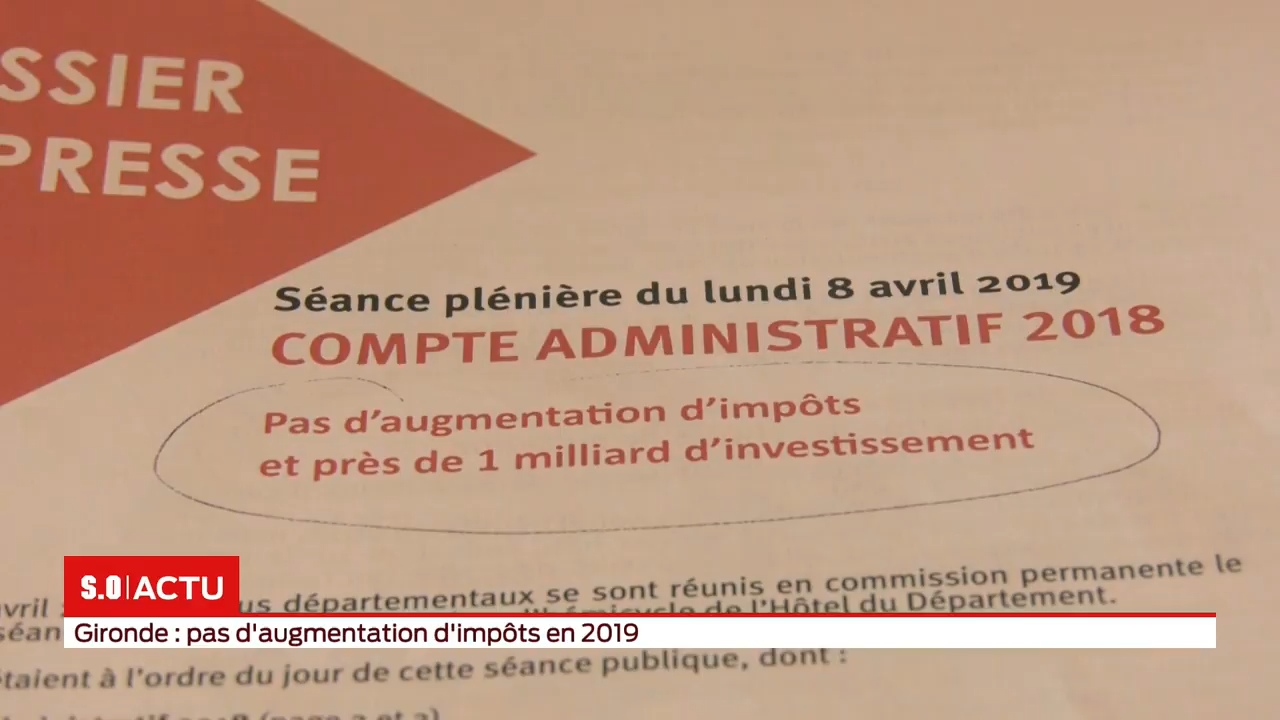 SSIER
PRESSE
Séance plénière du lundi 8 avril 2019
COMPTE ADMINISTRATIF 2018
Pas d'augmentation d'impôts
et près de 1 milliard d'investissement
us départementaux se sont réunis en commission permanente le
de l'Hôtel du Département.
S.O ACTU
Gironde : pas d'augmentation d'impôts en 2019
étaient à l'ordre du jour de cette séance publique, dont :